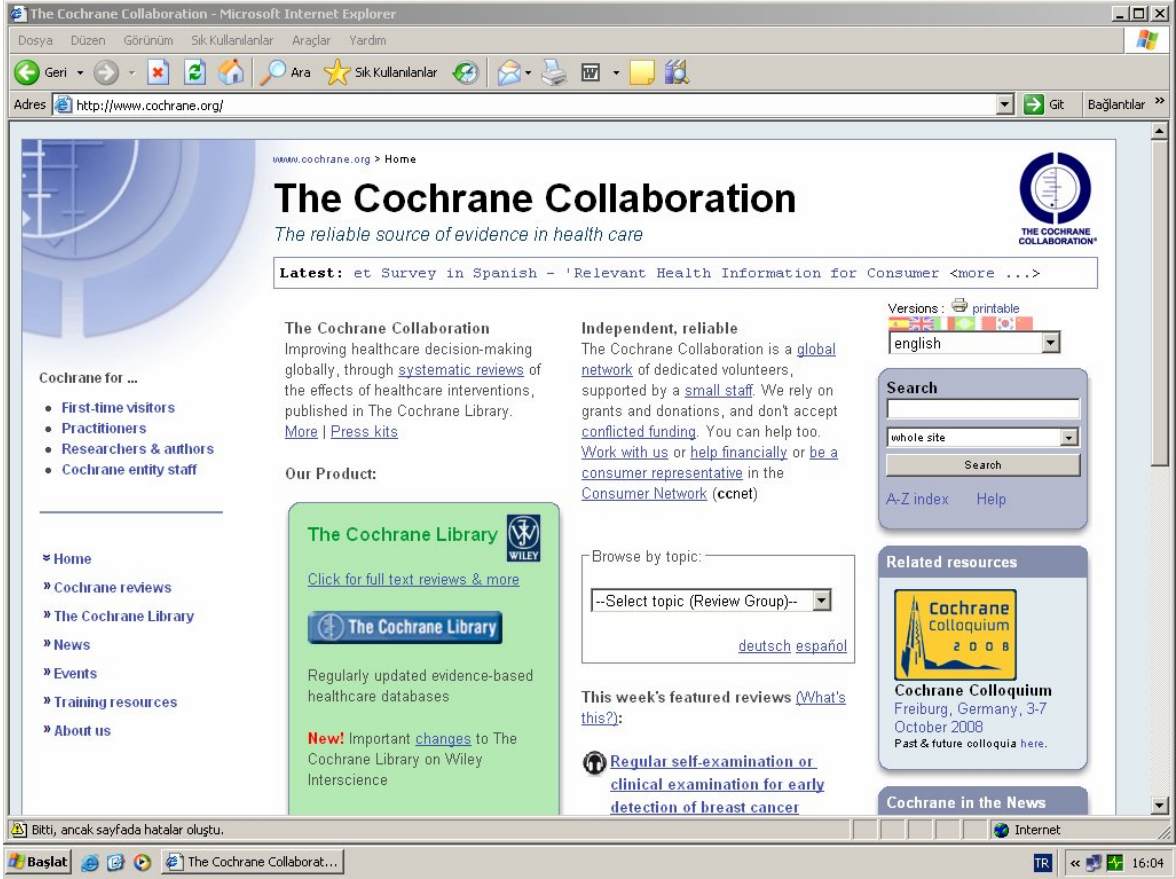 The Cochrane Collaboration - Microsoft Internet Explorer
Dosya Düzen Görünüm Sık Kullanılanlar Araçlar Yardım
Geri Ara Sık Kullanılanlar
Adres http://www.cochrane.org/ Git Bağlantılar »
www.cochrane.org > Home
The Cochrane Collaboration
The reliable source of evidence in health care
THE COCHRANE
COLLABORATION®
Latest: et Survey in Spanish - 'Relevant Health Information for Consumer <more ...>
Cochrane for ...
First-time visitors
Practitioners
Researchers & authors
Cochrane entity staff
Home
Cochrane reviews
The Cochrane Library
News
Events
Training resources
About us
The Cochrane Collaboration
Improving healthcare decision-making
globally, through systematic reviews of
the effects of healthcare interventions,
published in The Cochrane Library.
More | Press kits
Our Product:
The Cochrane Library
WILEY
Click for full text reviews & more
The Cochrane Library
Regularly updated evidence-based
healthcare databases
New! Important changes to The
Cochrane Library on Wiley
Interscience
Independent, reliable
The Cochrane Collaboration is a global
network of dedicated volunteers,
supported by a small staff. We rely on
grants and donations, and don't accept
conflicted funding. You can help too.
Work with us or help financially or be a
consumer representative in the
Consumer Network (ccnet)
Browse by topic:
--Select topic (Review Group)--
deutsch español
This week's featured reviews (What's
this?):
Regular self-examination or
clinical examination for early
detection of breast cancer
Versions : printable
english
Search
whole site
Search
A-Z index Help
Related resources
Cochrane
Colloquium
2 0 0 8
Cochrane Colloquium
Freiburg, Germany, 3-7
October 2008
Past & future colloquia here.
Cochrane in the News
Bitti, ancak sayfada hatalar oluştu. Internet
Başlat The Cochrane Collaborat... TR « 16:04